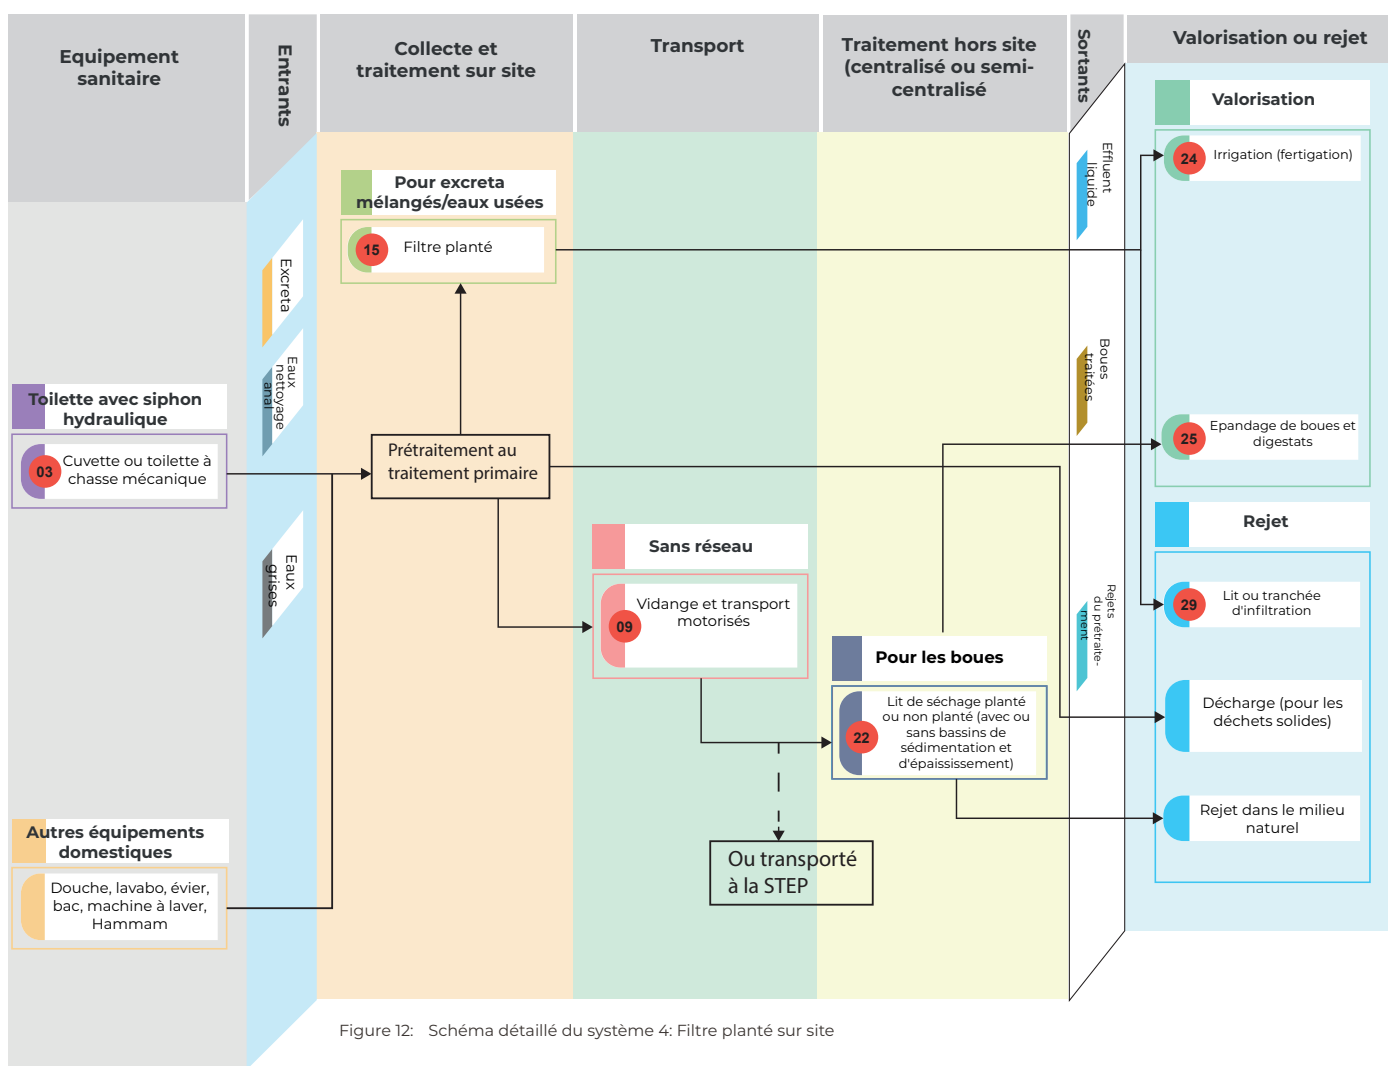 Equipement
sanitaire
Entrants
Collecte et
traitement sur site
Transport
Traitement hors site
(centralisé ou semi-
centralisé
Sortants
Valorisation ou rejet
Excreta
Eaux
nettoyage
anal
Eaux
grises
Toilette avec siphon
hydraulique
03
Cuvette ou toilette à
chasse mécanique
Autres équipements
domestiques
Douche, lavabo, évier,
bac, machine à laver,
Hammam
Pour excreta
mélangés/eaux usées
15
Filtre planté
Prétraitement au
traitement primaire
Sans réseau
09
Vidange et transport
motorisés
Pour les boues
22
Lit de séchage planté
ou non planté (avec ou
sans bassins de
sédimentation et
d'épaississement)
Ou transporté
à la STEP
Effluent
liquide
Boues
traitées
Rejets
du prétraite-
ment
Valorisation
24
Irrigation (fertigation)
25
Epandage de boues et
digestats
Rejet
29
Lit ou tranchée
d'infiltration
Décharge (pour les
déchets solides)
Rejet dans le milieu
naturel
Figure 12: Schéma détaillé du système 4: Filtre planté sur site